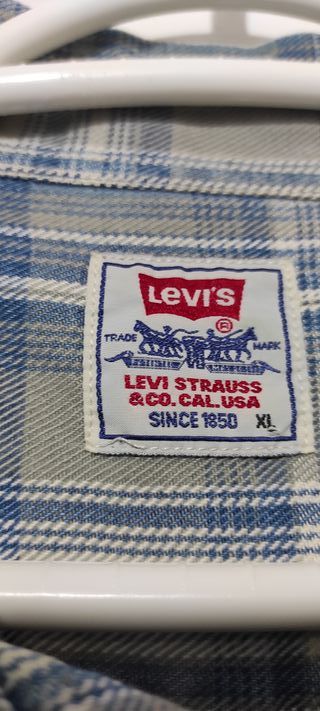 LEVI'S
®
TRADE MARK
LEVI STRAUSS
& CO. CAL. USA
SINCE 1850 XL